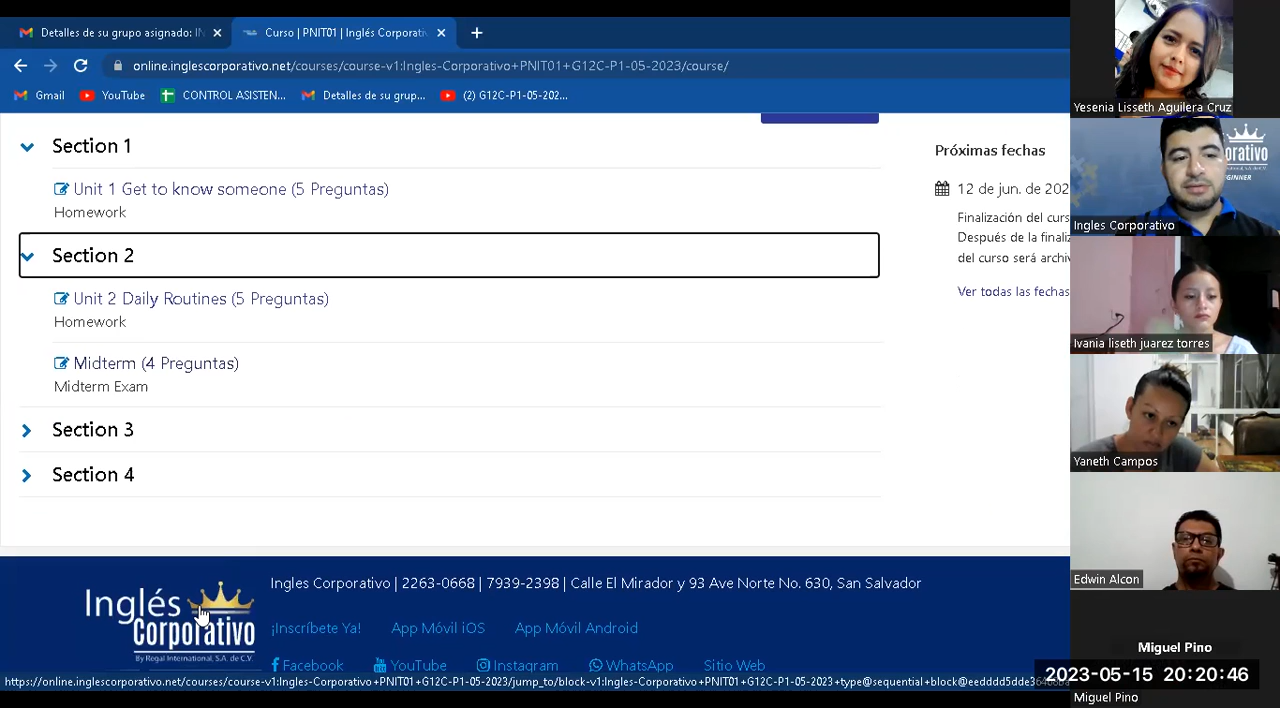 Detalles de su grupo asignado: IN
Curso | PNIT01 | Inglés Corporati
online.inglescorporativo.net/courses/course-v1:Ingles-Corporativo+PNIT01+G12C-P1-05-2023/course/
Gmail
YouTube
CONTROL ASISTEN...
Detalles de su grup...
(2) G12C-P1-05-202...
Section 1
Unit 1 Get to know someone (5 Preguntas)
Homework
Section 2
Unit 2 Daily Routines (5 Preguntas)
Homework
Midterm (4 Preguntas)
Midterm Exam
Section 3
Section 4
Próximas fechas
12 de jun. de 202
Finalización del curs
Después de la finali
del curso será archiv
Ver todas las fechas
Inglés
Corporativo
By Regal International, S.A. de C.V.
Ingles Corporativo | 2263-0668 | 7939-2398 | Calle El Mirador y 93 Ave Norte No. 630, San Salvador
¡Inscríbete Ya!
App Móvil iOS
App Móvil Android
Facebook
YouTube
Instagram
WhatsApp
Sitio Web
https://online.inglescorporativo.net/courses/course-v1:Ingles-Corporativo+PNIT01+G12C-P1-05-2023/jump_to/block-v1:Ingles-Corporativo+PNIT01+G12C-P1-05-2023+type@sequential+block@eedddd5dde3
Yesenia Lisseth Aguilera Cruz
orativo
Ingles Corporativo
Ivania liseth juarez torres
Yaneth Campos
Edwin Alcon
Miguel Pino
2023-05-15 20:20:46
Miguel Pino